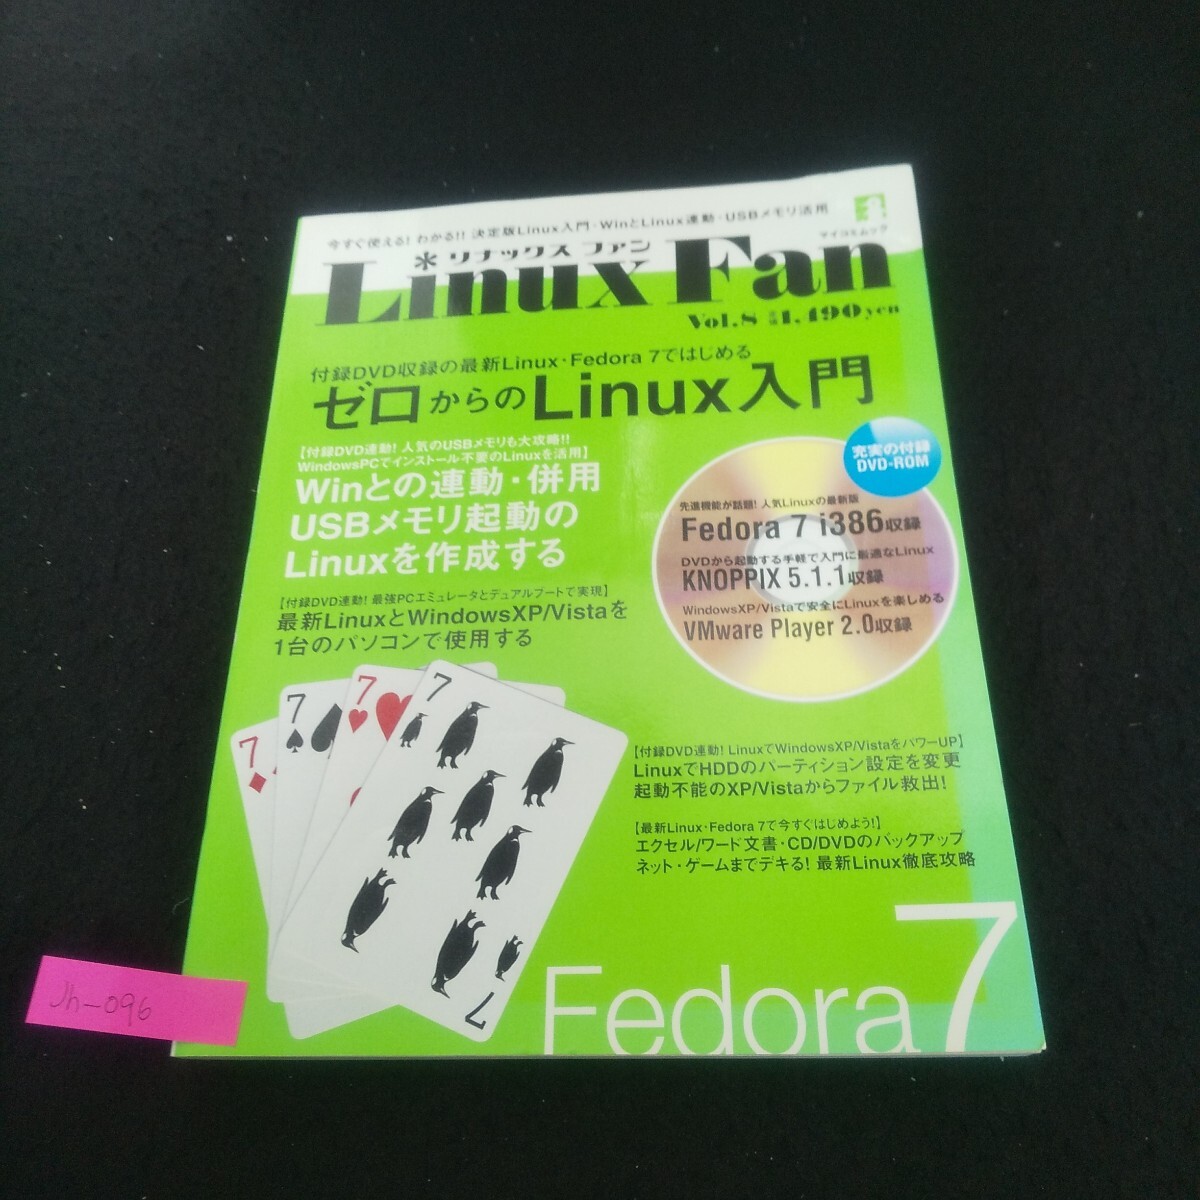 今すぐ使える! わかる!! 決定版Linux入門・WinとLinux連動・USBメモリ活用
マイコミムック
リナックス ファン
Linux Fan
Vol.8 定価1,490yen
付録DVD収録の最新Linux・Fedora 7ではじめる
ゼロからのLinux入門
【付録DVD連動! 人気のUSBメモリも大攻略!!
WindowsPCでインストール不要のLinuxを活用】
Winとの連動・併用
USBメモリ起動の
Linuxを作成する
【付録DVD連動! 最強PCエミュレータとデュアルブートで実現】
最新LinuxとWindowsXP/Vistaを
1台のパソコンで使用する
充実の付録
DVD-ROM
先進機能が話題! 人気Linuxの最新版
Fedora 7 i386収録
DVDから起動する手軽で入門に最適なLinux
KNOPPIX 5.1.1収録
WindowsXP/Vistaで安全にLinuxを楽しめる
VMware Player 2.0収録
7
7
7
7
7
【付録DVD連動! LinuxでWindowsXP/VistaをパワーUP】
LinuxでHDDのパーティション設定を変更
起動不能のXP/Vistaからファイル救出!
【最新Linux・Fedora 7で今すぐはじめよう!】
エクセル/ワード文書・CD/DVDのバックアップ
ネット・ゲームまでデキる! 最新Linux徹底攻略
Fedora 7
Jh-096